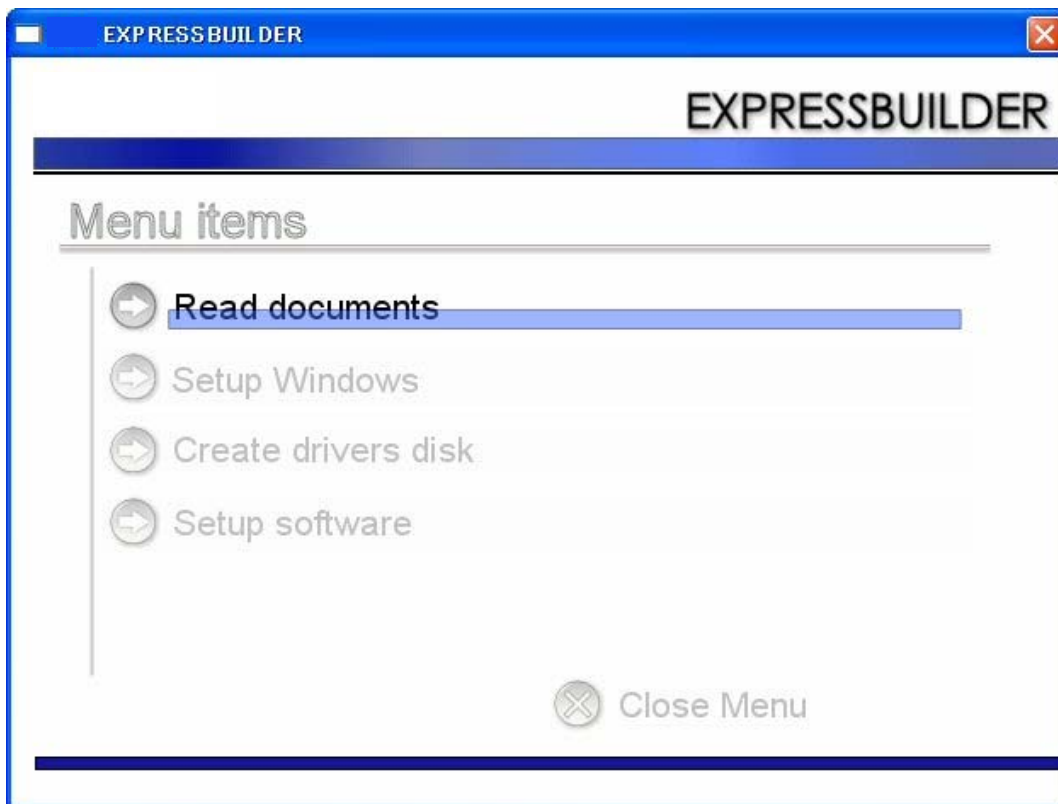 EXPRESSBUILDER
EXPRESSBUILDER
Menu items
Read documents
Setup Windows
Create drivers disk
Setup software
Close Menu